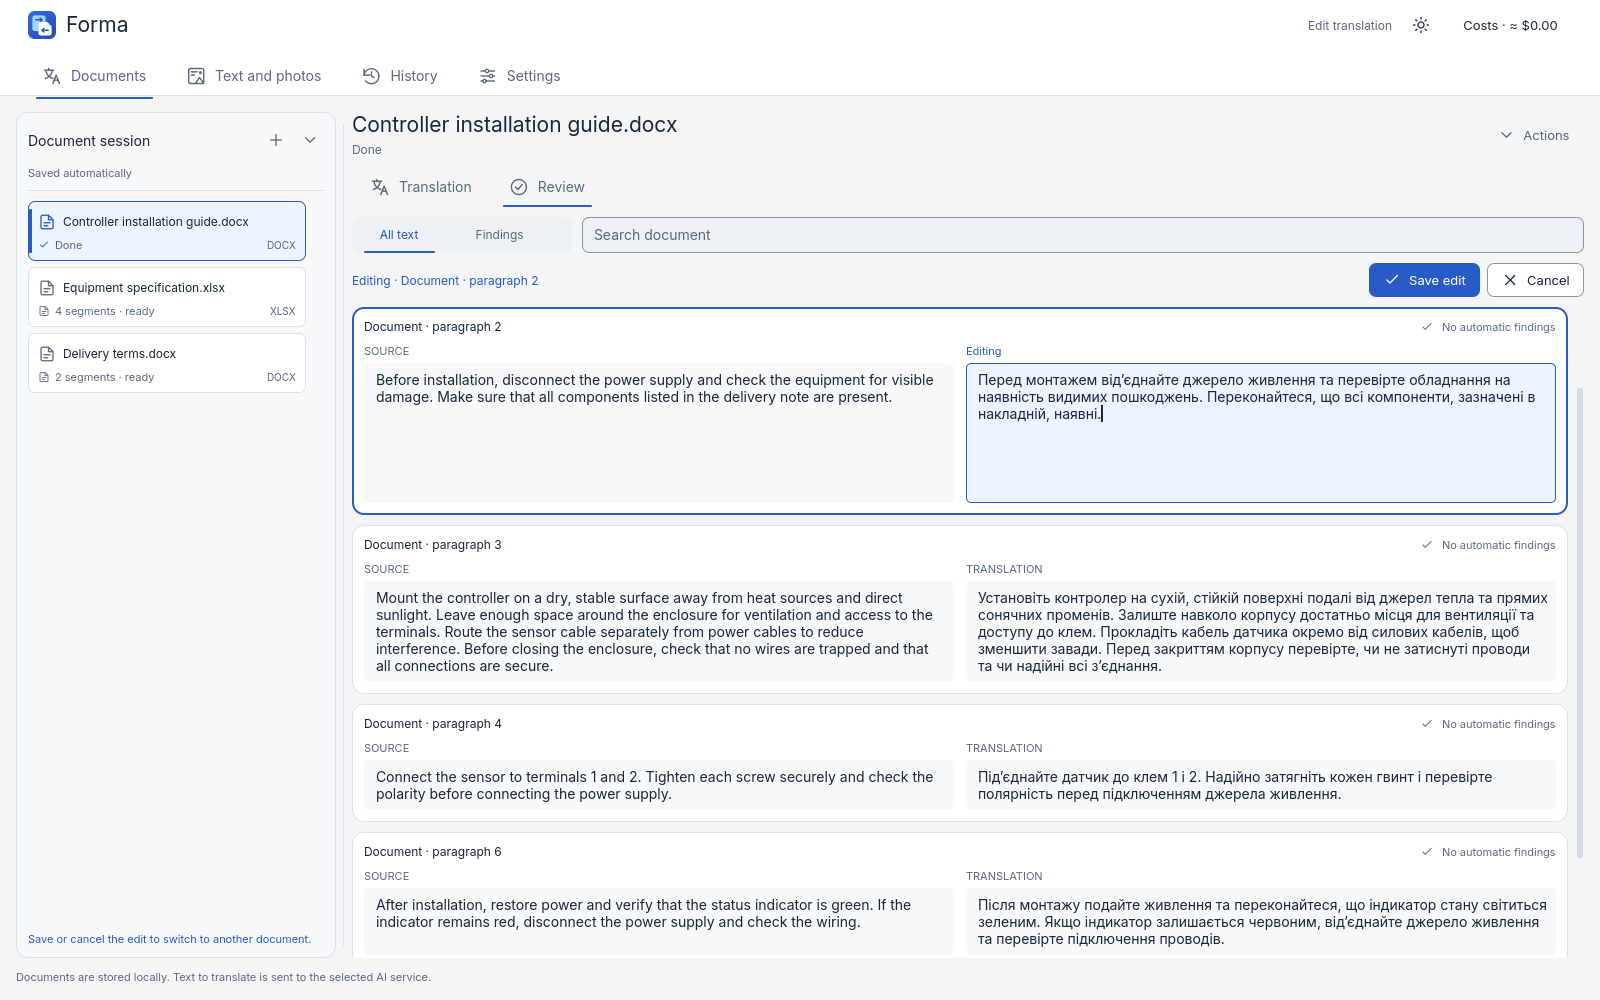 Forma
Edit translation
Costs · ≈ $0.00
Documents
Text and photos
History
Settings
Document session
Saved automatically
Controller installation guide.docx
Done
DOCX
Equipment specification.xlsx
4 segments · ready
XLSX
Delivery terms.docx
2 segments · ready
DOCX
Save or cancel the edit to switch to another document.
Controller installation guide.docx
Done
Actions
Translation
Review
All text
Findings
Search document
Editing · Document · paragraph 2
Save edit
Cancel
Document · paragraph 2
No automatic findings
SOURCE
Before installation, disconnect the power supply and check the equipment for visible
damage. Make sure that all components listed in the delivery note are present.
Editing
Перед монтажем від’єднайте джерело живлення та перевірте обладнання на
наявність видимих пошкоджень. Переконайтеся, що всі компоненти, зазначені в
накладній, наявні.
Document · paragraph 3
No automatic findings
SOURCE
Mount the controller on a dry, stable surface away from heat sources and direct
sunlight. Leave enough space around the enclosure for ventilation and access to the
terminals. Route the sensor cable separately from power cables to reduce
interference. Before closing the enclosure, check that no wires are trapped and that
all connections are secure.
TRANSLATION
Установіть контролер на сухій, стійкій поверхні подалі від джерел тепла та прямих
сонячних променів. Залиште навколо корпусу достатньо місця для вентиляції та
доступу до клем. Прокладіть кабель датчика окремо від силових кабелів, щоб
зменшити завади. Перед закриттям корпусу перевірте, чи не затиснуті проводи
та чи надійні всі з’єднання.
Document · paragraph 4
No automatic findings
SOURCE
Connect the sensor to terminals 1 and 2. Tighten each screw securely and check the
polarity before connecting the power supply.
TRANSLATION
Під’єднайте датчик до клем 1 і 2. Надійно затягніть кожен гвинт і перевірте
полярність перед підключенням джерела живлення.
Document · paragraph 6
No automatic findings
SOURCE
After installation, restore power and verify that the status indicator is green. If the
indicator remains red, disconnect the power supply and check the wiring.
TRANSLATION
Після монтажу подайте живлення та переконайтеся, що індикатор стану світиться
зеленим. Якщо індикатор залишається червоним, від’єднайте джерело живлення
та перевірте підключення проводів.
Documents are stored locally. Text to translate is sent to the selected AI service.